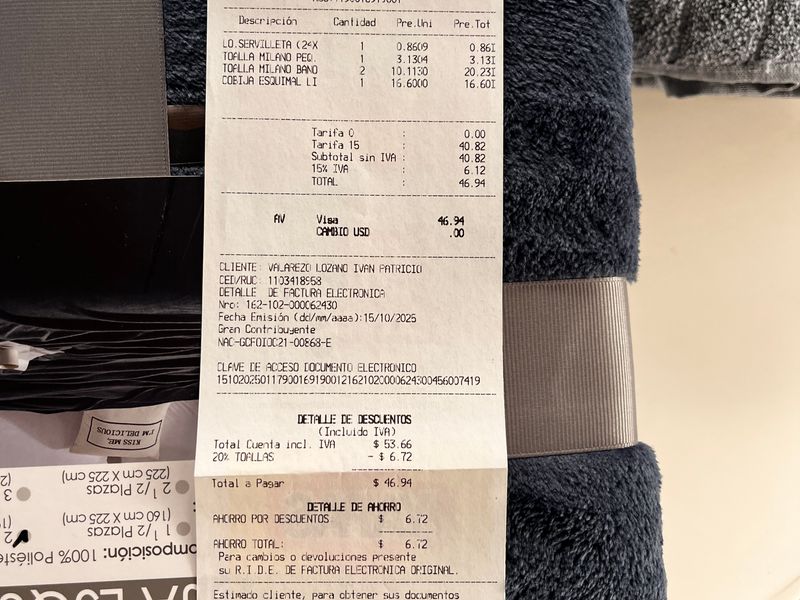 Descripción Cantidad Pre.Uni Pre.Tot
LO.SERVILLETA (24X 1 0.8609 0.86I
TOALLA MILANO PEQ. 1 3.1304 3.13I
TOALLA MILANO BANO 2 10.1130 20.23I
COBIJA ESQUIMAL LI 1 16.6000 16.60I
Tarifa 0 : 0.00
Tarifa 15 : 40.82
Subtotal sin IVA : 40.82
15% IVA : 6.12
TOTAL : 46.94
AV Visa 46.94
CAMBIO USD .00
CLIENTE: VALAREZO LOZANO IVAN PATRICIO
CED/RUC: 1103418958
DETALLE DE FACTURA ELECTRONICA
Nro: 162-102-000062430
Fecha Emisión (dd/mm/aaaa):15/10/2025
Gran Contribuyente
NAC-GCFOIOC21-00868-E
CLAVE DE ACCESO DOCUMENTO ELECTRONICO
1510202501179001691900121621020000624300456007419
DETALLE DE DESCUENTOS
(Incluido IVA)
Total Cuenta incl. IVA $ 53.66
20% TOALLAS - $ 6.72
Total a Pagar $ 46.94
DETALLE DE AHORRO
AHORRO POR DESCUENTOS $ 6.72
AHORRO TOTAL: $ 6.72
Para cambios o devoluciones presente
su R.I.D.E. DE FACTURA ELECTRONICA ORIGINAL.
Estimado cliente, para obtener sus documentos
KISS ME,
I'M DELICIOUS
2 1/2 Plazas
(225 cm X 225 cm)
3
1 1/2 Plazas
(160 cm X 225 cm)
2
omposición: 100% Poliéste